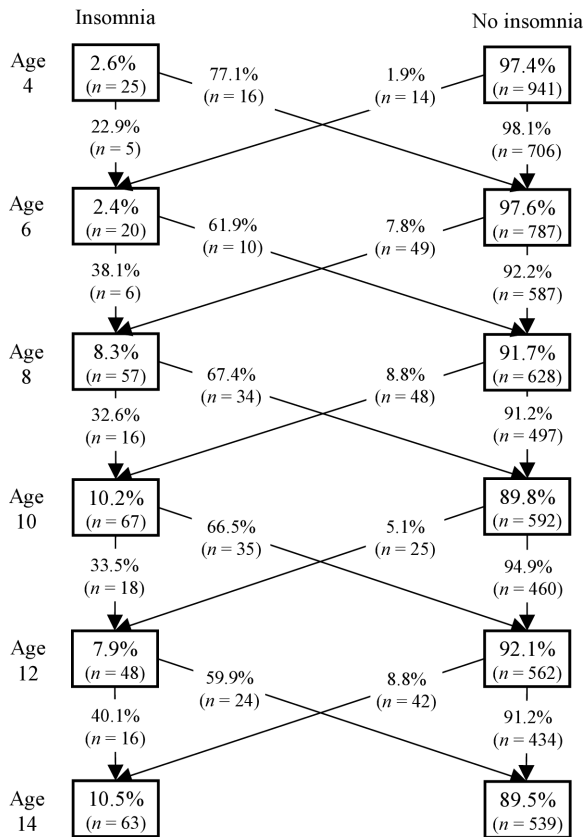 Insomnia
No insomnia
Age
4
2.6%
(n = 25)
77.1%
(n = 16)
1.9%
(n = 14)
97.4%
(n = 941)
22.9%
(n = 5)
98.1%
(n = 706)
Age
6
2.4%
(n = 20)
61.9%
(n = 10)
7.8%
(n = 49)
97.6%
(n = 787)
38.1%
(n = 6)
92.2%
(n = 587)
Age
8
8.3%
(n = 57)
67.4%
(n = 34)
8.8%
(n = 48)
91.7%
(n = 628)
32.6%
(n = 16)
91.2%
(n = 497)
Age
10
10.2%
(n = 67)
66.5%
(n = 35)
5.1%
(n = 25)
89.8%
(n = 592)
33.5%
(n = 18)
94.9%
(n = 460)
Age
12
7.9%
(n = 48)
59.9%
(n = 24)
8.8%
(n = 42)
92.1%
(n = 562)
40.1%
(n = 16)
91.2%
(n = 434)
Age
14
10.5%
(n = 63)
89.5%
(n = 539)